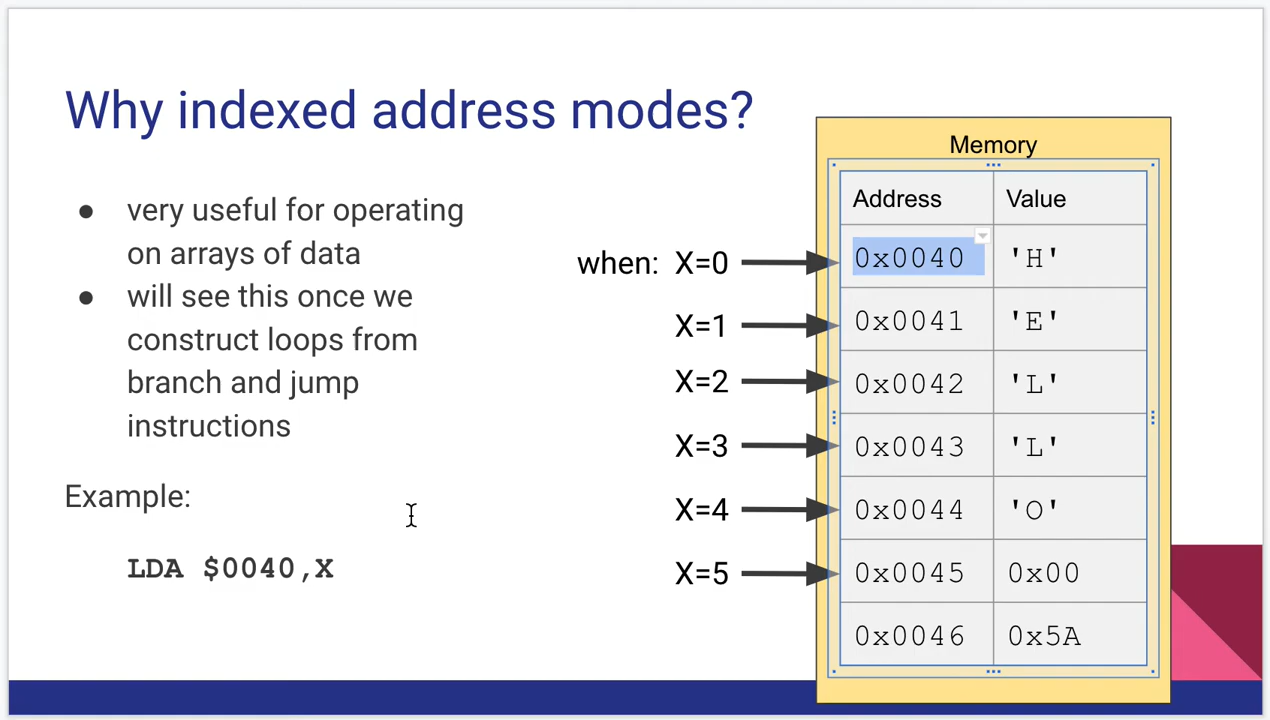 Why indexed address modes?
● very useful for operating
on arrays of data
● will see this once we
construct loops from
branch and jump
instructions
Example:
LDA $0040,X
when: X=0
X=1
X=2
X=3
X=4
X=5
Memory
Address Value
0x0040 'H'
0x0041 'E'
0x0042 'L'
0x0043 'L'
0x0044 'O'
0x0045 0x00
0x0046 0x5A